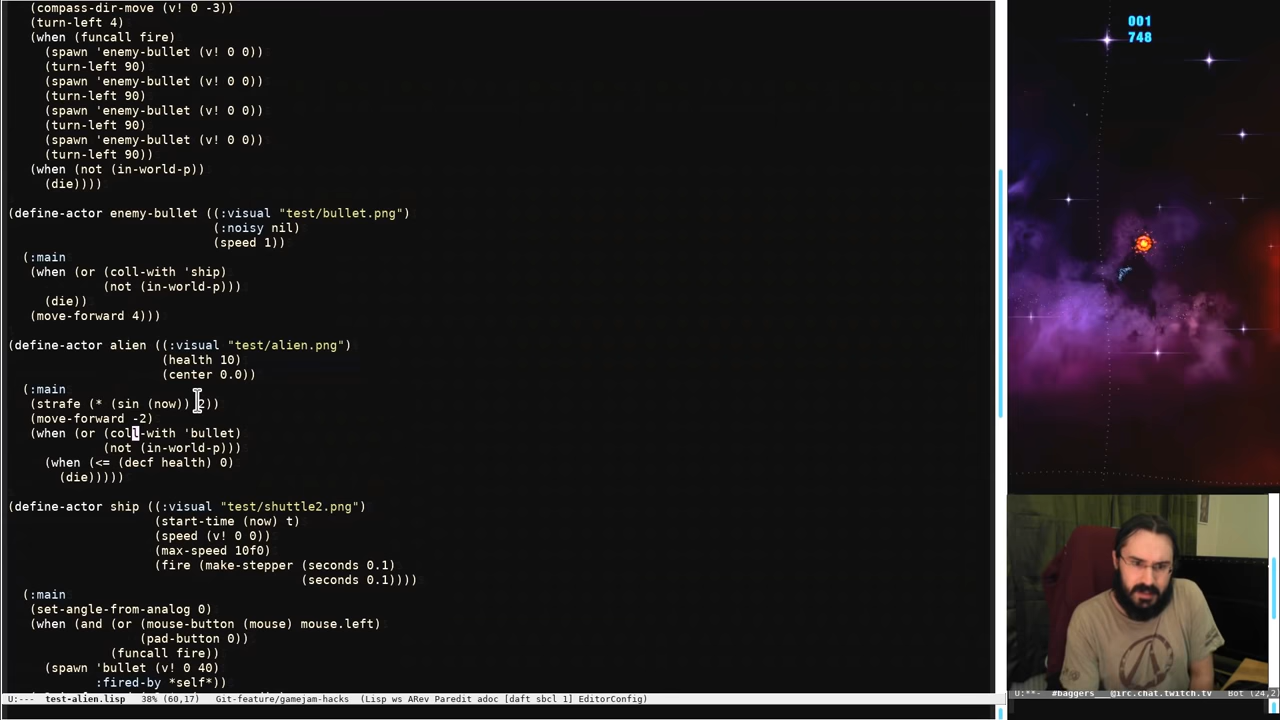 (compass-dir-move (v! 0 -3))
(turn-left 4)
(when (funcall fire)
(spawn 'enemy-bullet (v! 0 0))
(turn-left 90)
(spawn 'enemy-bullet (v! 0 0))
(turn-left 90)
(spawn 'enemy-bullet (v! 0 0))
(turn-left 90)
(spawn 'enemy-bullet (v! 0 0))
(turn-left 90))
(when (not (in-world-p))
(die))))
(define-actor enemy-bullet ((:visual "test/bullet.png")
(:noisy nil)
(speed 1))
(:main
(when (or (coll-with 'ship)
(not (in-world-p)))
(die))
(move-forward 4)))
(define-actor alien ((:visual "test/alien.png")
(health 10)
(center 0.0))
(:main
(strafe (* (sin (now)) 2))
(move-forward -2)
(when (or (coll-with 'bullet)
(not (in-world-p)))
(when (<= (decf health) 0)
(die)))))
(define-actor ship ((:visual "test/shuttle2.png")
(start-time (now) t)
(speed (v! 0 0))
(max-speed 10f0)
(fire (make-stepper (seconds 0.1)
(seconds 0.1))))
(:main
(set-angle-from-analog 0)
(when (and (or (mouse-button (mouse) mouse.left)
(pad-button 0))
(funcall fire))
(spawn 'bullet (v! 0 40)
:fired-by *self*))
U:--- test-alien.lisp 38% (60,17) Git-feature/gamejam-hacks (Lisp ws ARev Paredit adoc [daft sbcl 1] EditorConfig)
001
748
U:**- #baggers___@irc.chat.twitch.tv Bot (24,2